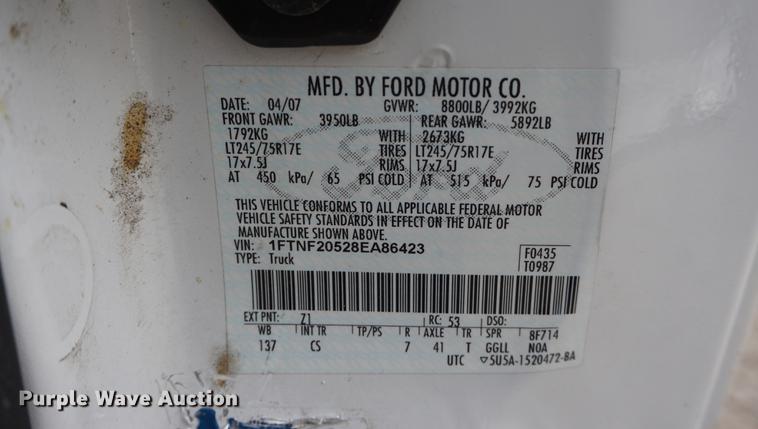 MFD. BY FORD MOTOR CO.
DATE: 04/07 GVWR: 8800LB/ 3992KG
FRONT GAWR: 3950LB REAR GAWR: 5892LB
1792KG WITH 2673KG WITH
LT245/75R17E TIRES LT245/75R17E TIRES
17x7.5J RIMS 17x7.5J RIMS
AT 450 kPa/ 65 PSI COLD AT 515 kPa/ 75 PSI COLD
Ford
THIS VEHICLE CONFORMS TO ALL APPLICABLE FEDERAL MOTOR
VEHICLE SAFETY STANDARDS IN EFFECT ON THE DATE OF
MANUFACTURE SHOWN ABOVE.
VIN: 1FTNF20528EA86423 F0435
TYPE: Truck T0987
EXT PNT: Z1 RC: 53 DSO:
WB INT TR TP/PS R AXLE TR SPR 8F714
137 CS 7 41 T GGLL NOA
UTC ▽5U5A-1520472-BA
Purple Wave Auction